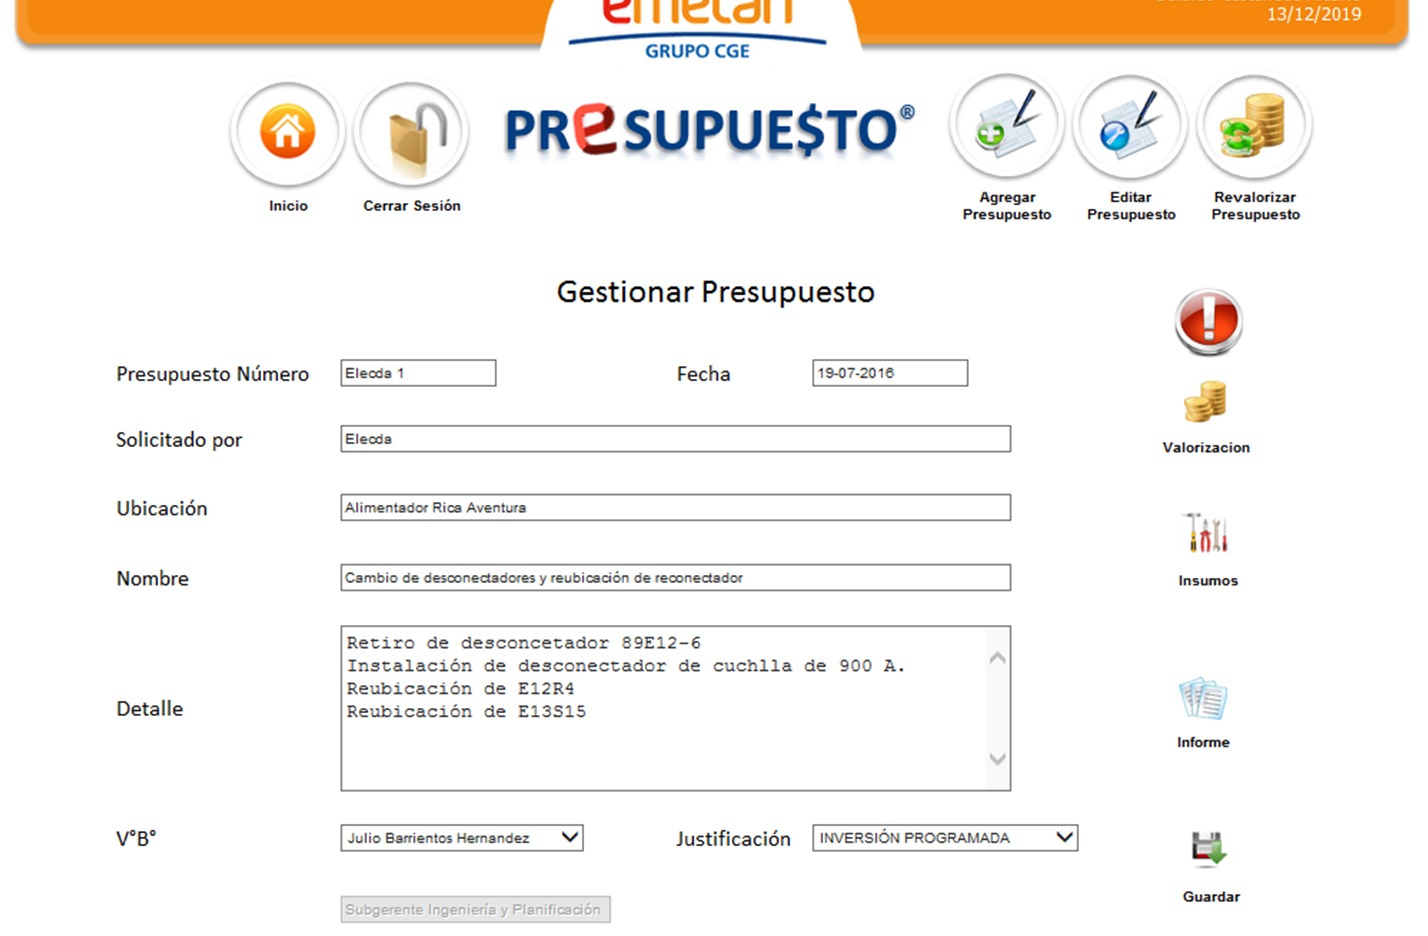 13/12/2019
emelari
GRUPO CGE
PRESUPUE$TO®
Inicio
Cerrar Sesión
Agregar
Presupuesto
Editar
Presupuesto
Revalorizar
Presupuesto
Gestionar Presupuesto
Presupuesto Número
Elecda 1
Fecha
19-07-2016
Solicitado por
Elecda
Valorizacion
Ubicación
Alimentador Rica Aventura
Nombre
Cambio de desconectadores y reubicación de reconectador
Insumos
Detalle
Retiro de desconcetador 89E12-6
Instalación de desconectador de cuchlla de 900 A.
Reubicación de E12R4
Reubicación de E13S15
Informe
V°B°
Julio Barrientos Hernandez
Justificación
INVERSIÓN PROGRAMADA
Guardar
Subgerente Ingeniería y Planificación